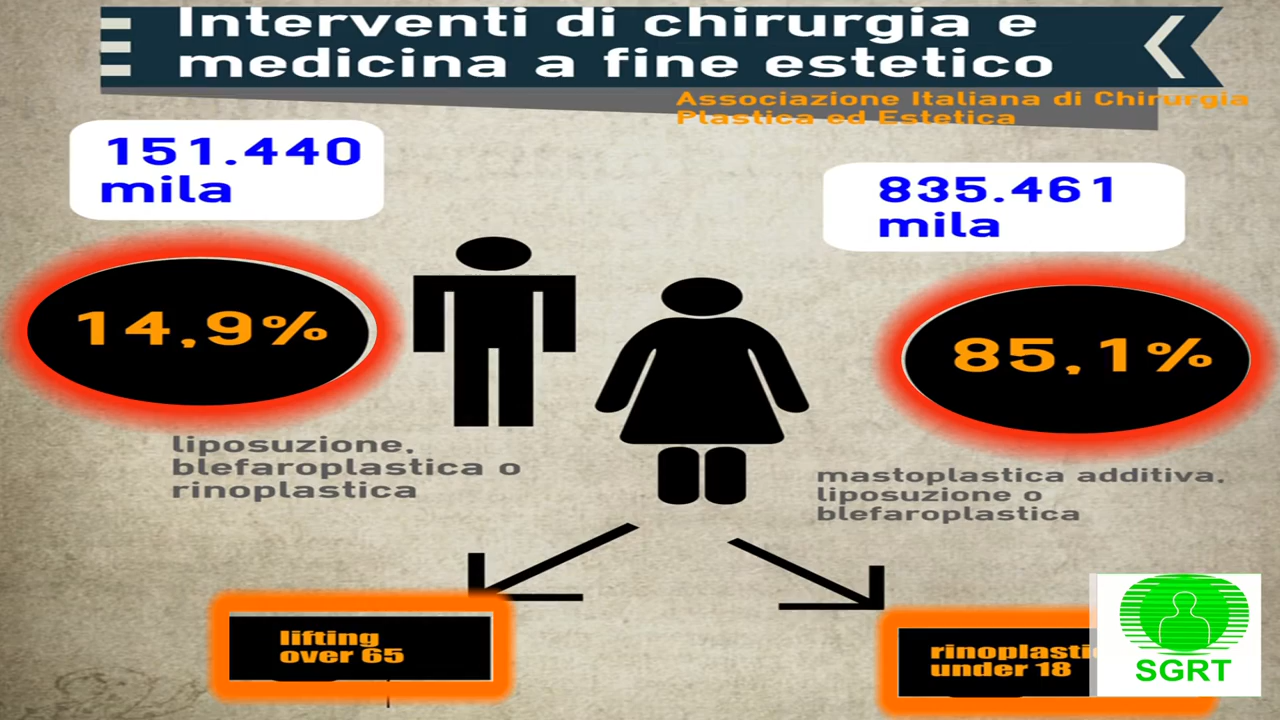 Interventi di chirurgia e
medicina a fine estetico
Associazione Italiana di Chirurgia
Plastica ed Estetica
151.440
mila
835.461
mila
14,9%
85,1%
liposuzione,
blefaroplastica o
rinoplastica
mastoplastica additiva,
liposuzione o
blefaroplastica
lifting
over 65
under 18
SGRT